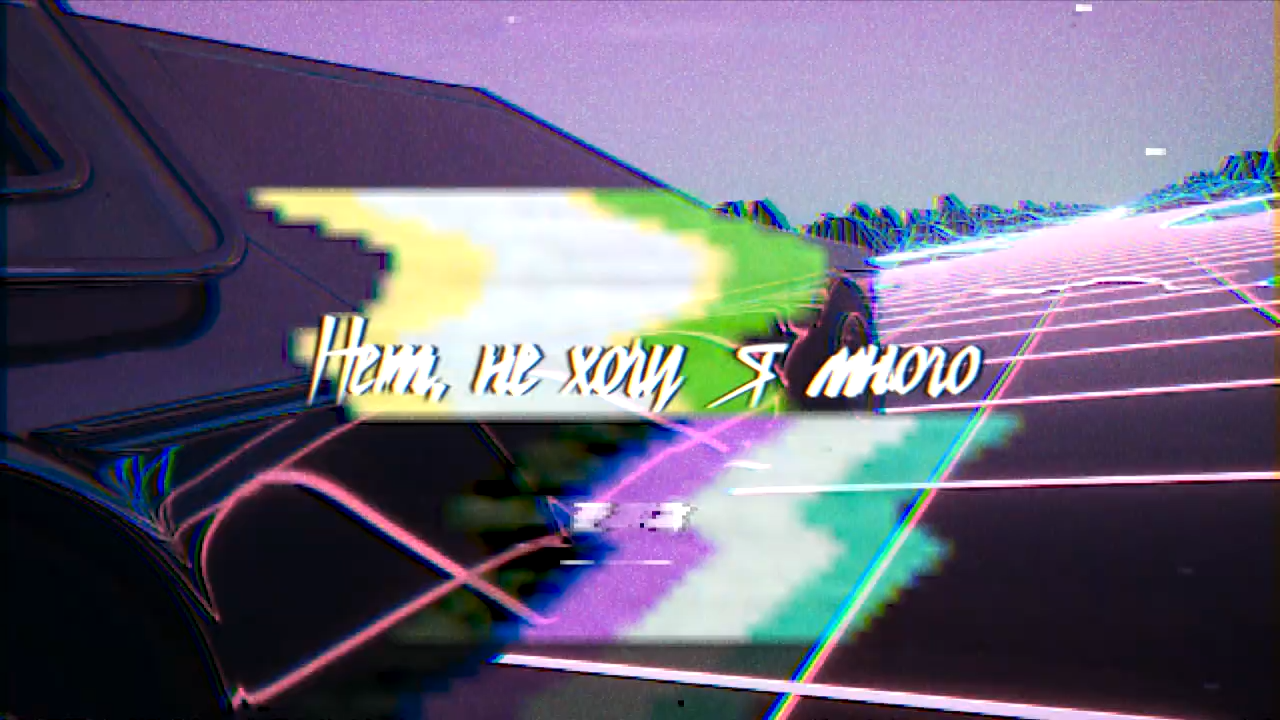 Нет, не хочу я много